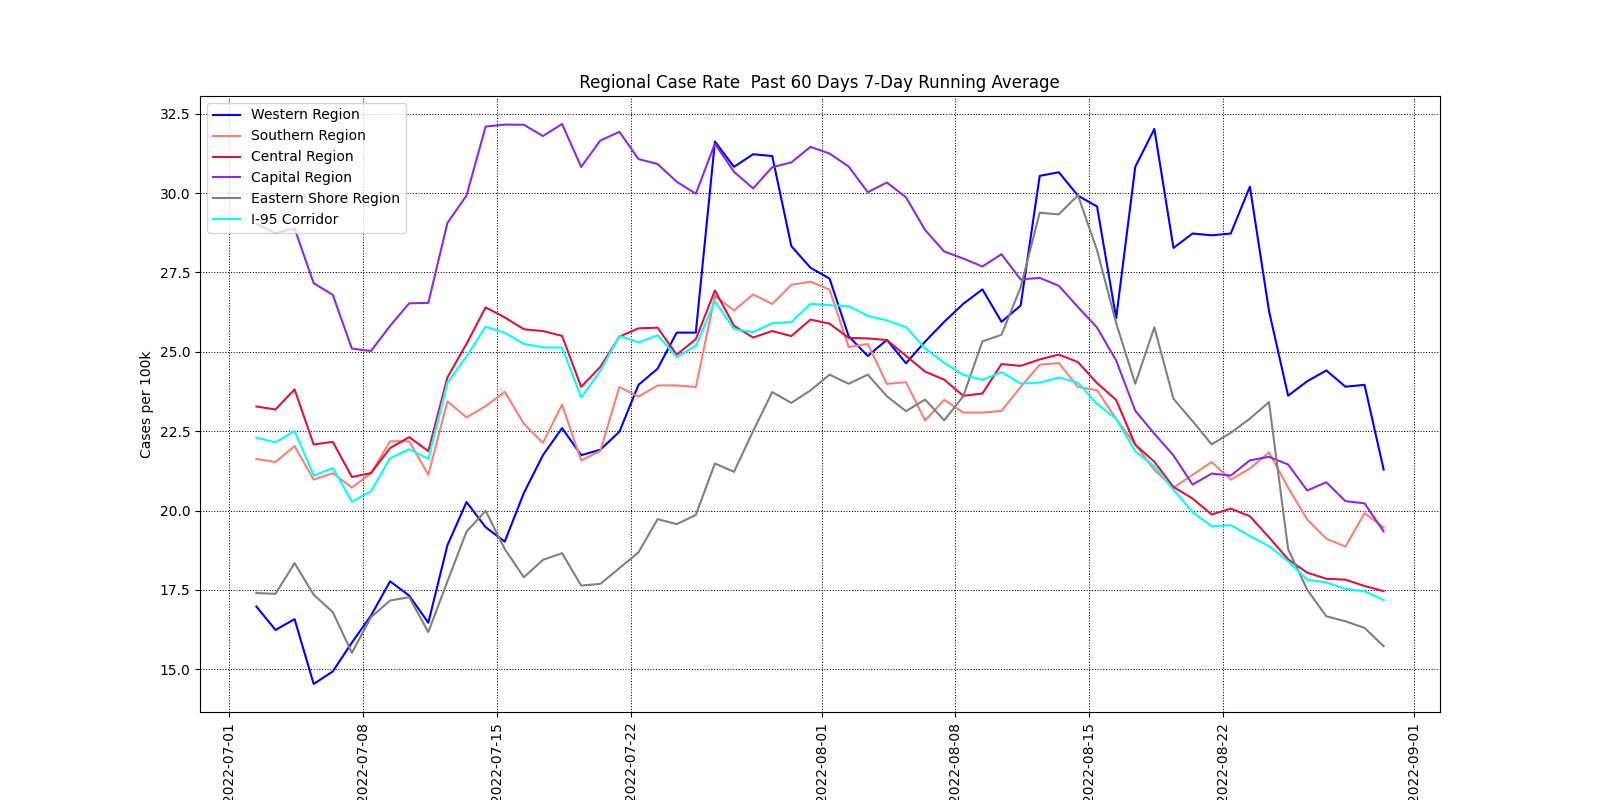 Regional Case Rate  Past 60 Days 7-Day Running Average
32.5
30.0
27.5
25.0
22.5
20.0
17.5
15.0
Cases per 100k
Western Region
Southern Region
Central Region
Capital Region
Eastern Shore Region
I-95 Corridor
2022-07-01
2022-07-08
2022-07-15
2022-07-22
2022-08-01
2022-08-08
2022-08-15
2022-08-22
2022-09-01